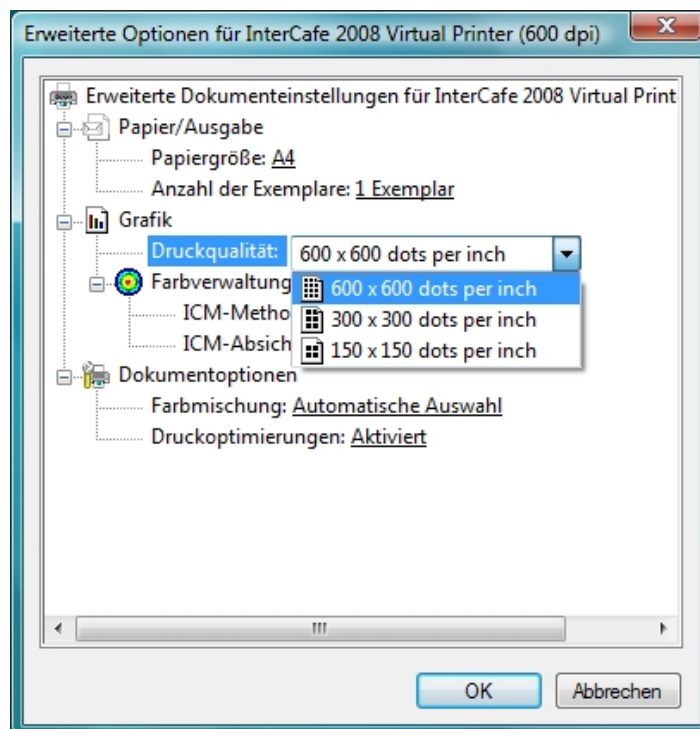 Erweiterte Optionen für InterCafe 2008 Virtual Printer (600 dpi)
Erweiterte Dokumenteinstellungen für InterCafe 2008 Virtual Print
Papier/Ausgabe
Papiergröße: A4
Anzahl der Exemplare: 1 Exemplar
Grafik
Druckqualität: 600 x 600 dots per inch
Farbverwaltung
600 x 600 dots per inch
ICM-Metho
300 x 300 dots per inch
ICM-Absich
150 x 150 dots per inch
Dokumentoptionen
Farbmischung: Automatische Auswahl
Druckoptimierungen: Aktiviert
OK
Abbrechen